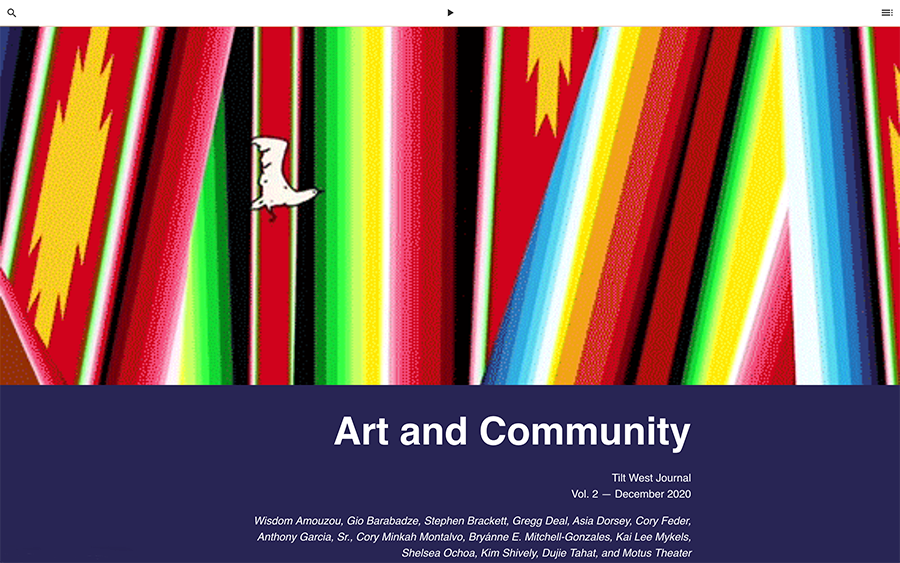 Art and Community
Tilt West Journal
Vol. 2 — December 2020
Wisdom Amouzou, Gio Barabadze, Stephen Brackett, Gregg Deal, Asia Dorsey, Cory Feder,
Anthony Garcia, Sr., Cory Minkah Montalvo, Bryánne E. Mitchell-Gonzales, Kai Lee Mykels,
Shelsea Ochoa, Kim Shively, Dujie Tahat, and Motus Theater